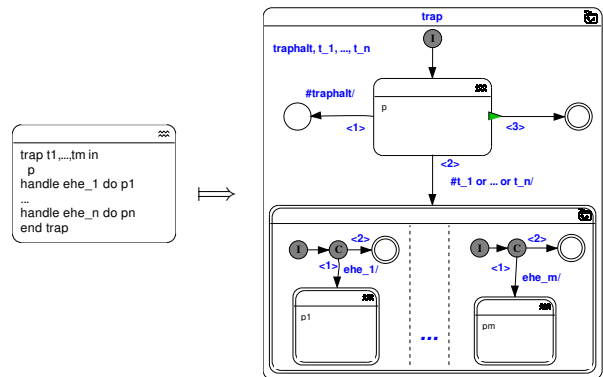 trap t1,...,tm in
p
handle ehe_1 do p1
...
handle ehe_n do pn
end trap
trap
I
traphalt, t_1, ..., t_n
#traphalt/
<1>
p
<3>
<2>
#t_1 or ... or t_n/
I
C
<2>
<1>
ehe_1/
p1
...
I
C
<2>
<1>
ehe_m/
pm